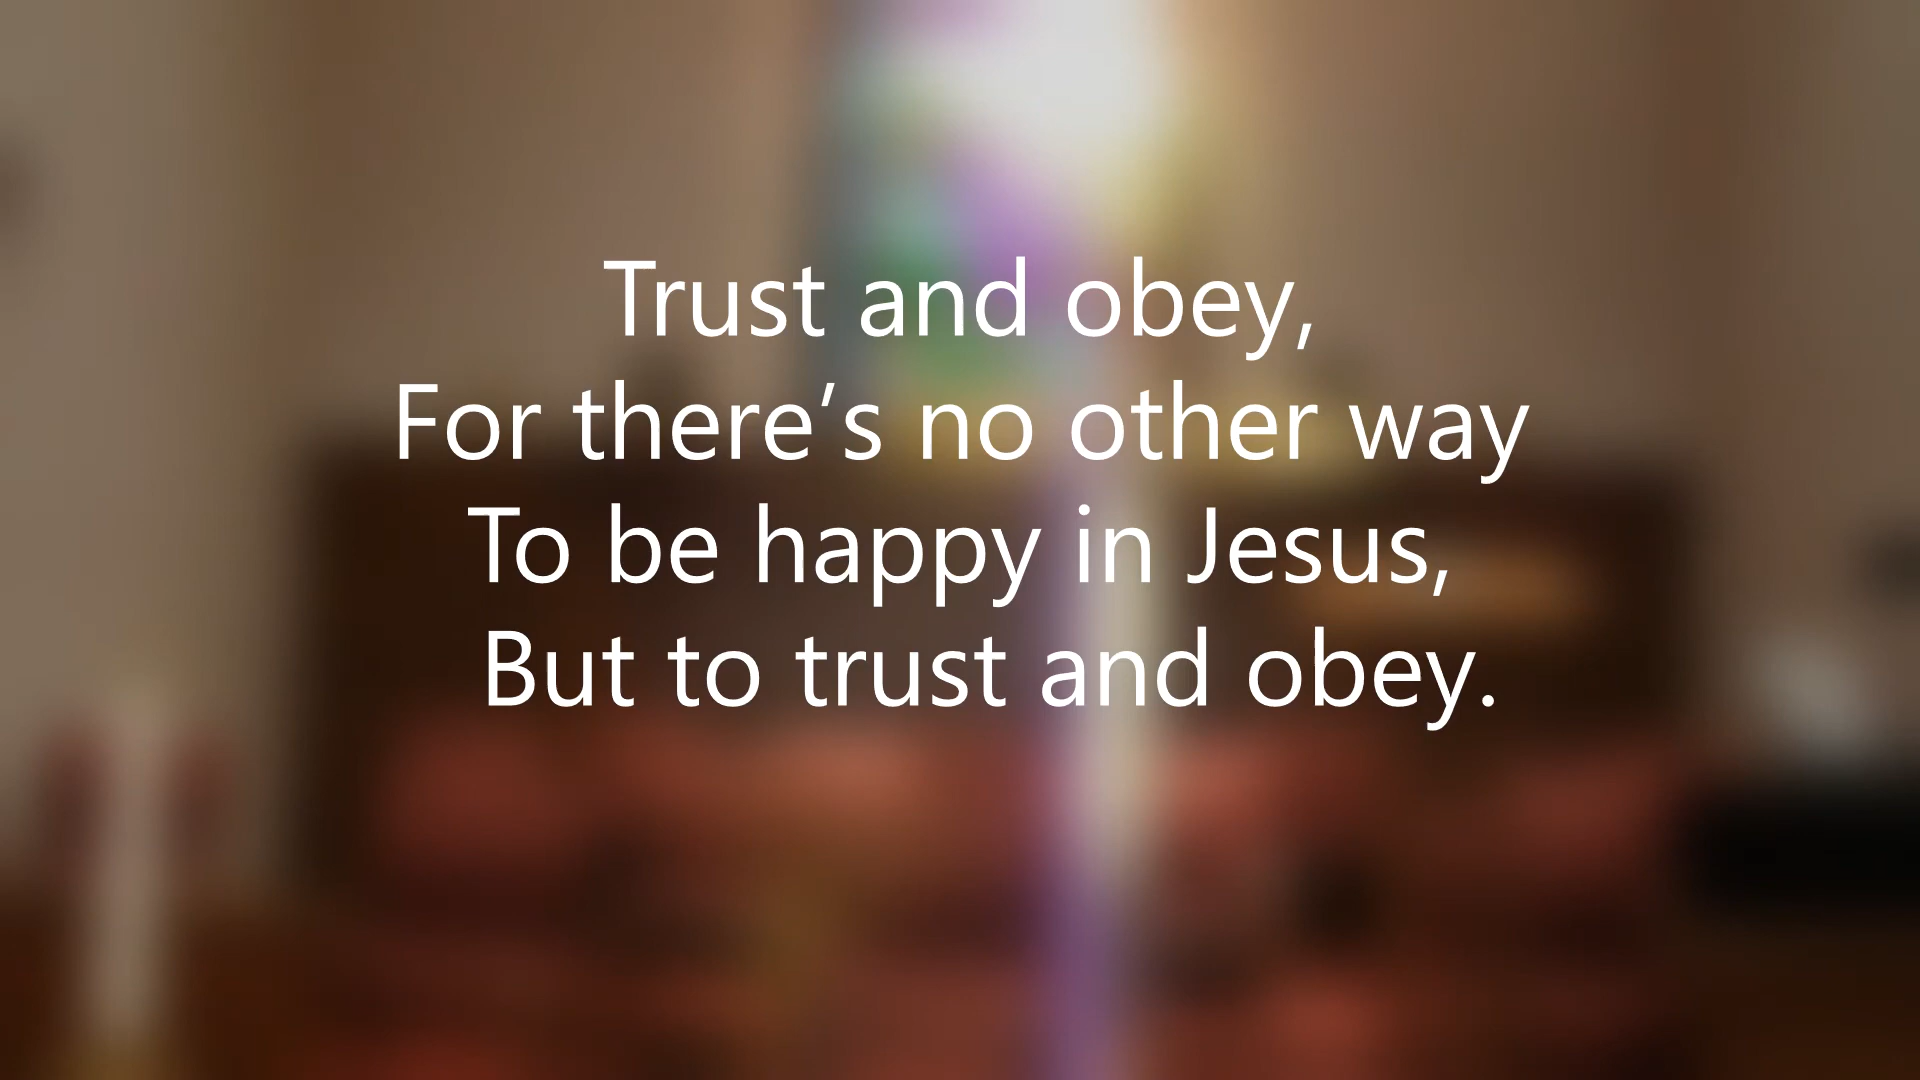 Trust and obey,
For there’s no other way
To be happy in Jesus,
But to trust and obey.